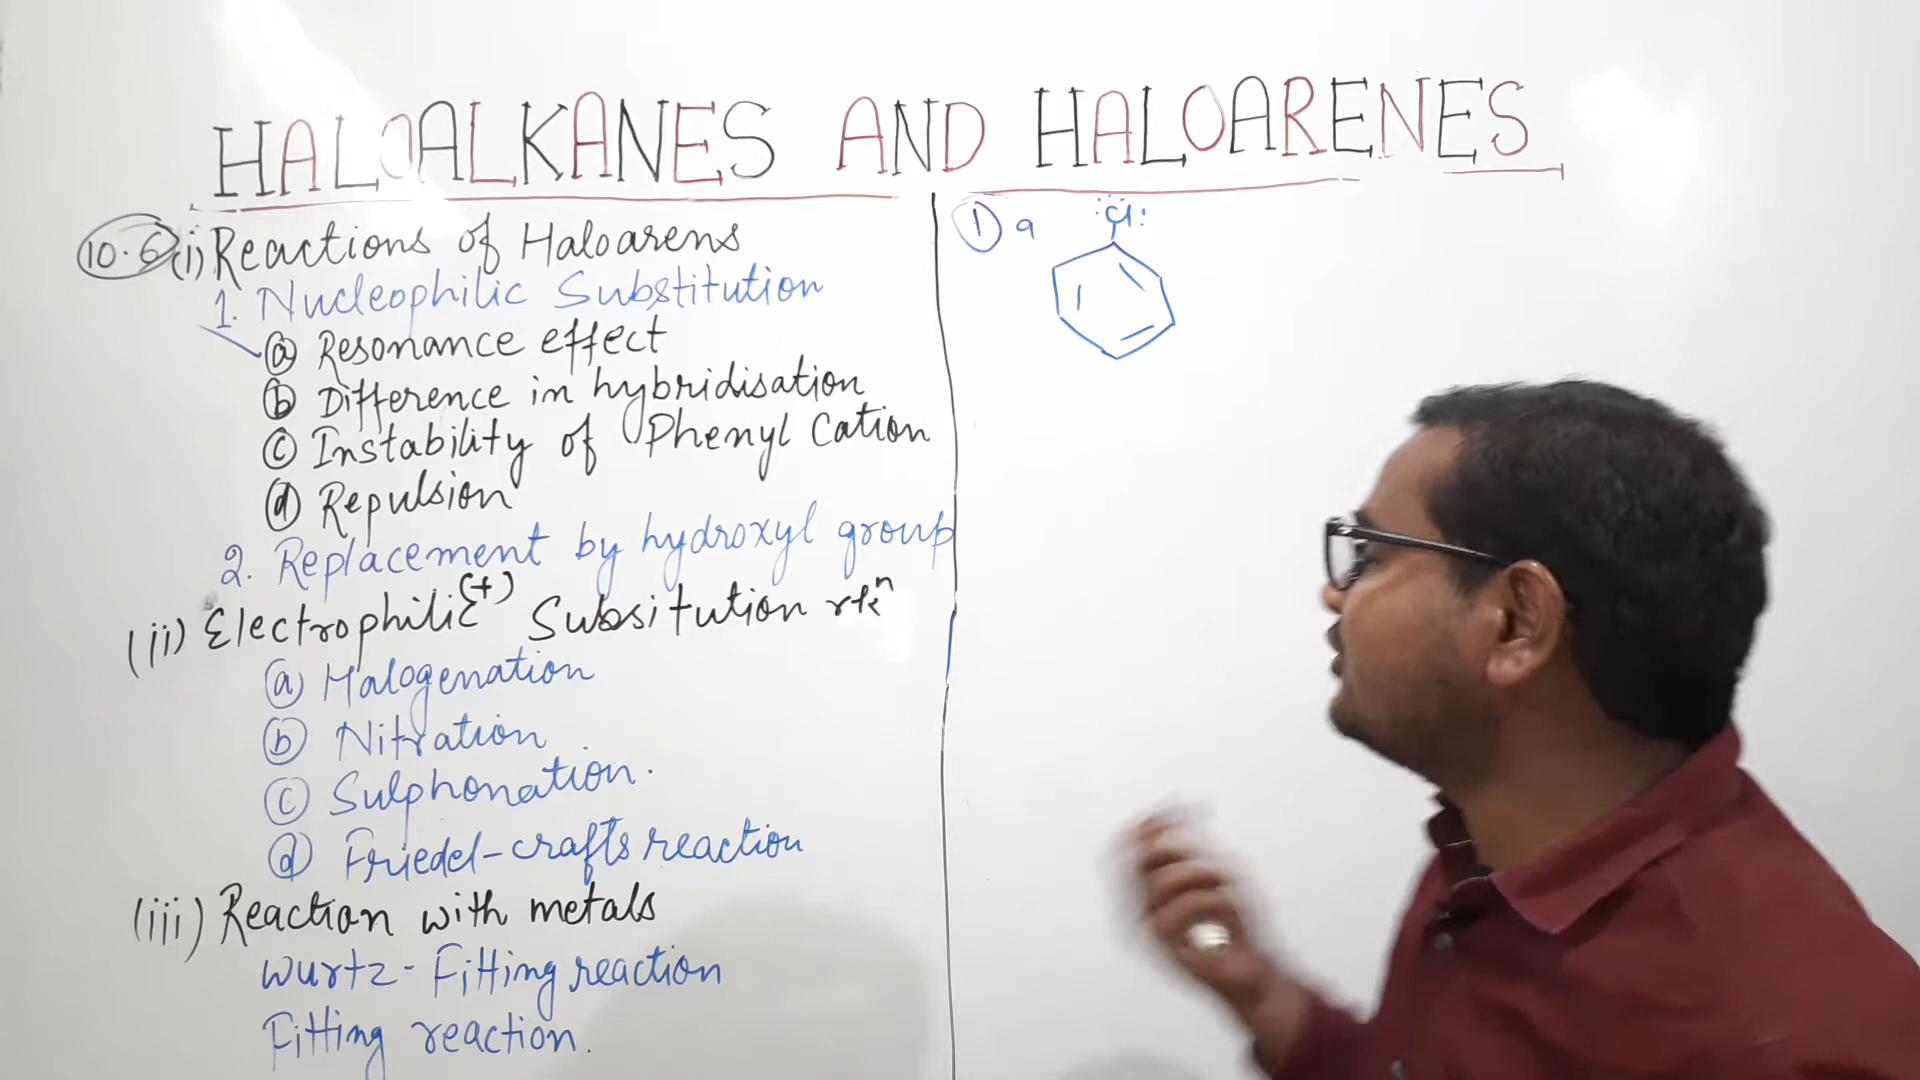 HALOALKANES AND HALOARENES
10.6 (i) Reactions of Haloarens
1. Nucleophilic Substitution
(a) Resonance effect
(b) Difference in hybridisation
(c) Instability of Phenyl Cation
(d) Repulsion
2. Replacement by hydroxyl group
(ii) Electrophilic(+) Subsitution rxⁿ
(a) Halogenation
(b) Nitration
(c) Sulphonation.
(d) Friedel-crafts reaction
(iii) Reaction with metals
Wurtz-Fitting reaction
Fitting reaction.
(1) a
Cl